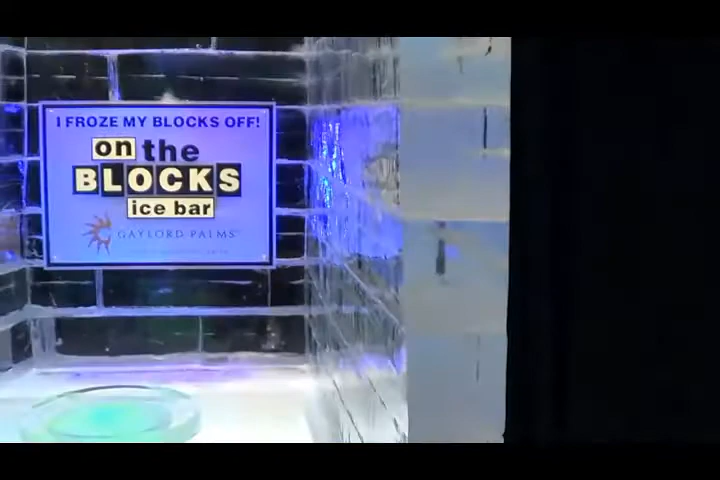 I FROZE MY BLOCKS OFF!
on the
BLOCKS
ice bar
GAYLORD PALMS